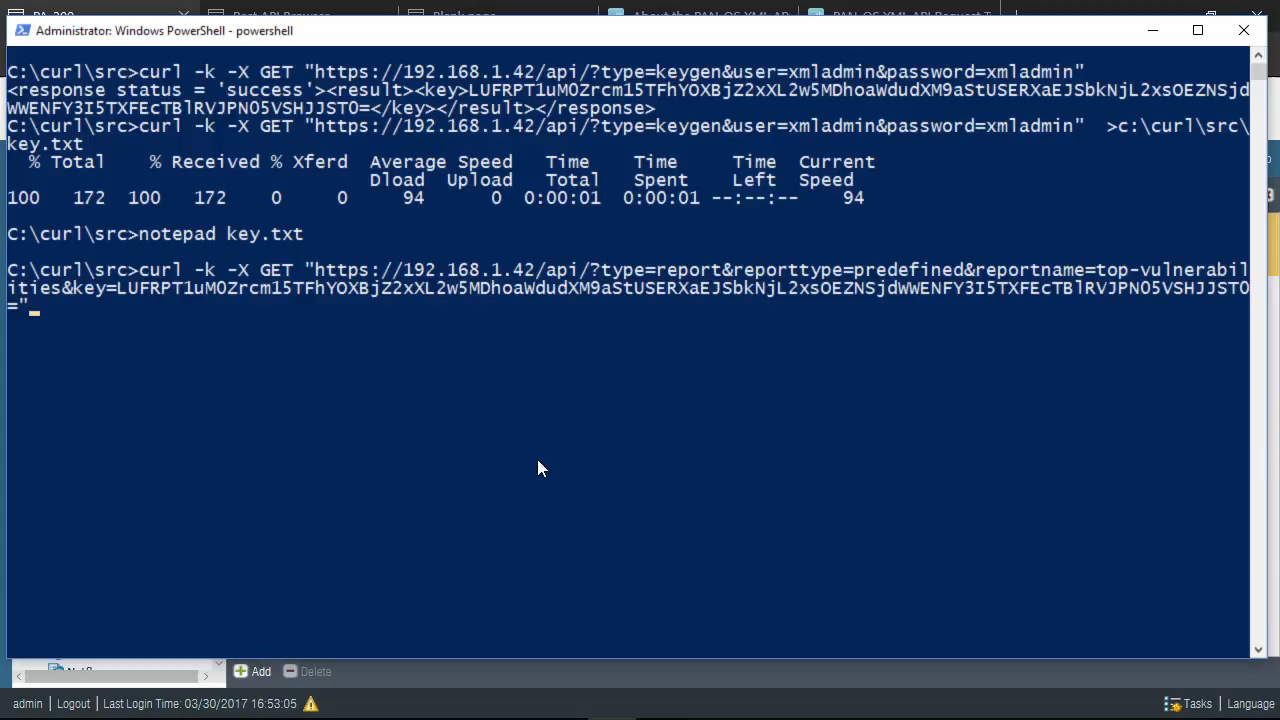 Administrator: Windows PowerShell - powershell
C:\curl\src>curl -k -X GET "https://192.168.1.42/api/?type=keygen&user=xmladmin&password=xmladmin"
<response status = 'success'><result><key>LUFRPT1uM0Zrcm15TFhYOXBjZ2xXL2w5MDhoaWdudXM9aStUSERXaEJSbkNjL2xsOEZNSjd
WWENFY3I5TXFEcTBlRVJPNO5VSHJJST0=</key></result></response>
C:\curl\src>curl -k -X GET "https://192.168.1.42/api/?type=keygen&user=xmladmin&password=xmladmin"  >c:\curl\src\
key.txt
% Total % Received % Xferd Average Speed Time Time Time Current
Dload Upload Total Spent Left Speed
100 172 100 172 0 0 94 0 0:00:01 0:00:01 --:--:-- 94
C:\curl\src>notepad key.txt
C:\curl\src>curl -k -X GET "https://192.168.1.42/api/?type=report&reporttype=predefined&reportname=top-vulnerabil
ities&key=LUFRPT1uM0Zrcm15TFhYOXBjZ2xXL2w5MDhoaWdudXM9aStUSERXaEJSbkNjL2xsOEZNSjdWWENFY3I5TXFEcTBlRVJPNO5VSHJJST0
="
Add Delete
admin | Logout | Last Login Time: 03/30/2017 16:53:05
Tasks | Language